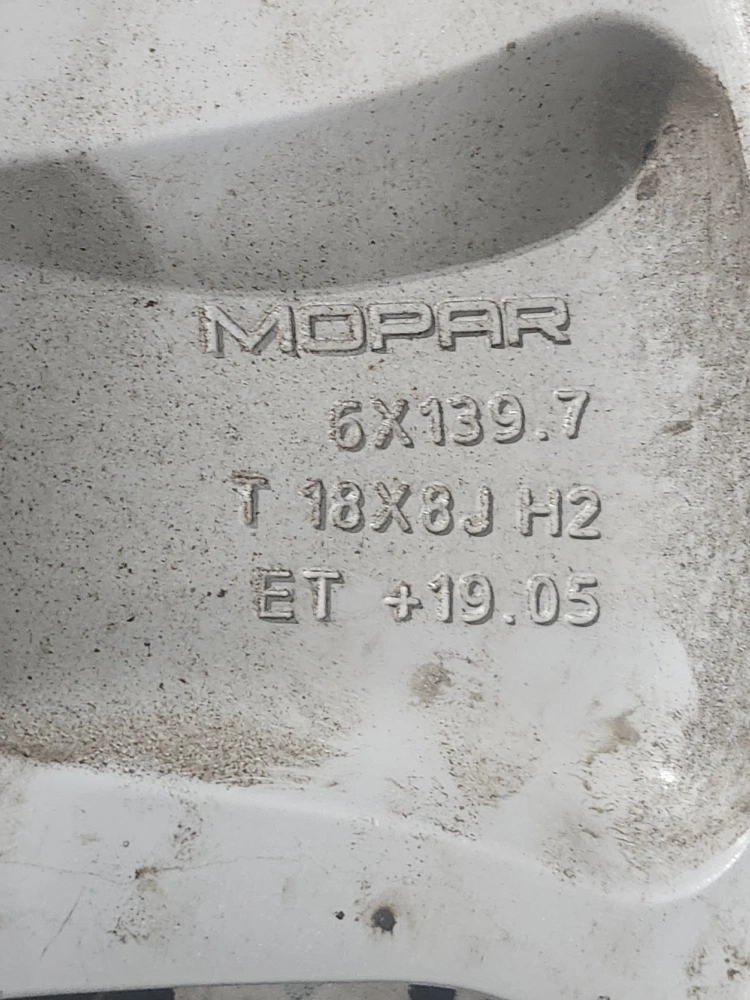 MOPAR
6X139.7
T 18X8J H2
ET +19.05